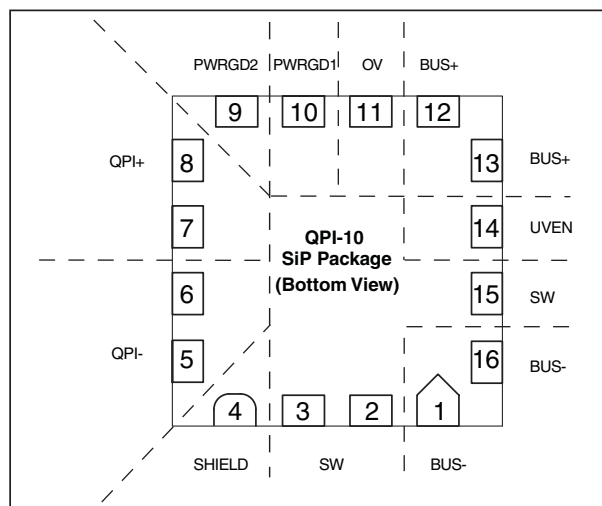 PWRGD2 PWRGD1 OV BUS+
9 10 11 12
QPI+ 8 13 BUS+
7 14 UVEN
QPI-10
SiP Package
(Bottom View)
6 15 SW
QPI- 5 16 BUS-
4 3 2 1
SHIELD SW BUS-